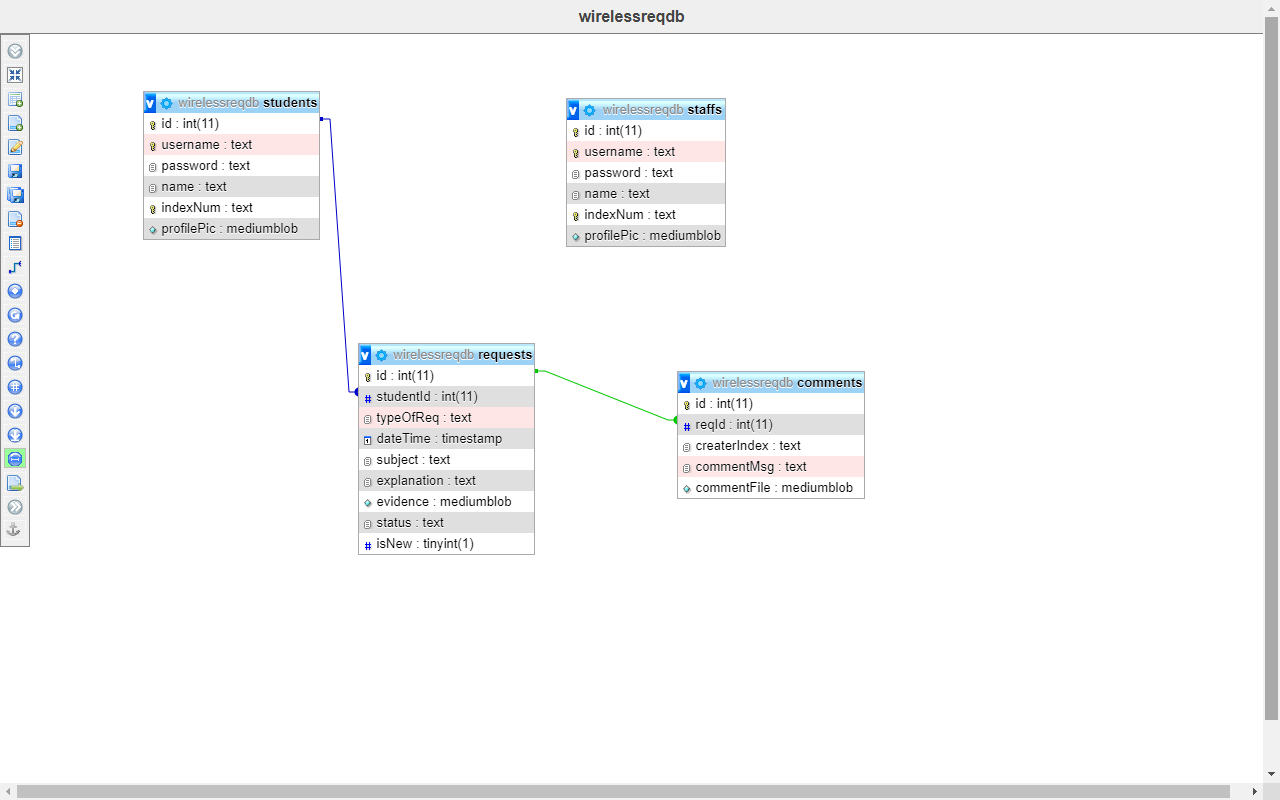 wirelessreqdb
wirelessreqdb students
id : int(11)
username : text
password : text
name : text
indexNum : text
profilePic : mediumblob
wirelessreqdb staffs
id : int(11)
username : text
password : text
name : text
indexNum : text
profilePic : mediumblob
wirelessreqdb requests
id : int(11)
studentId : int(11)
typeOfReq : text
dateTime : timestamp
subject : text
explanation : text
evidence : mediumblob
status : text
isNew : tinyint(1)
wirelessreqdb comments
id : int(11)
reqId : int(11)
createrIndex : text
commentMsg : text
commentFile : mediumblob